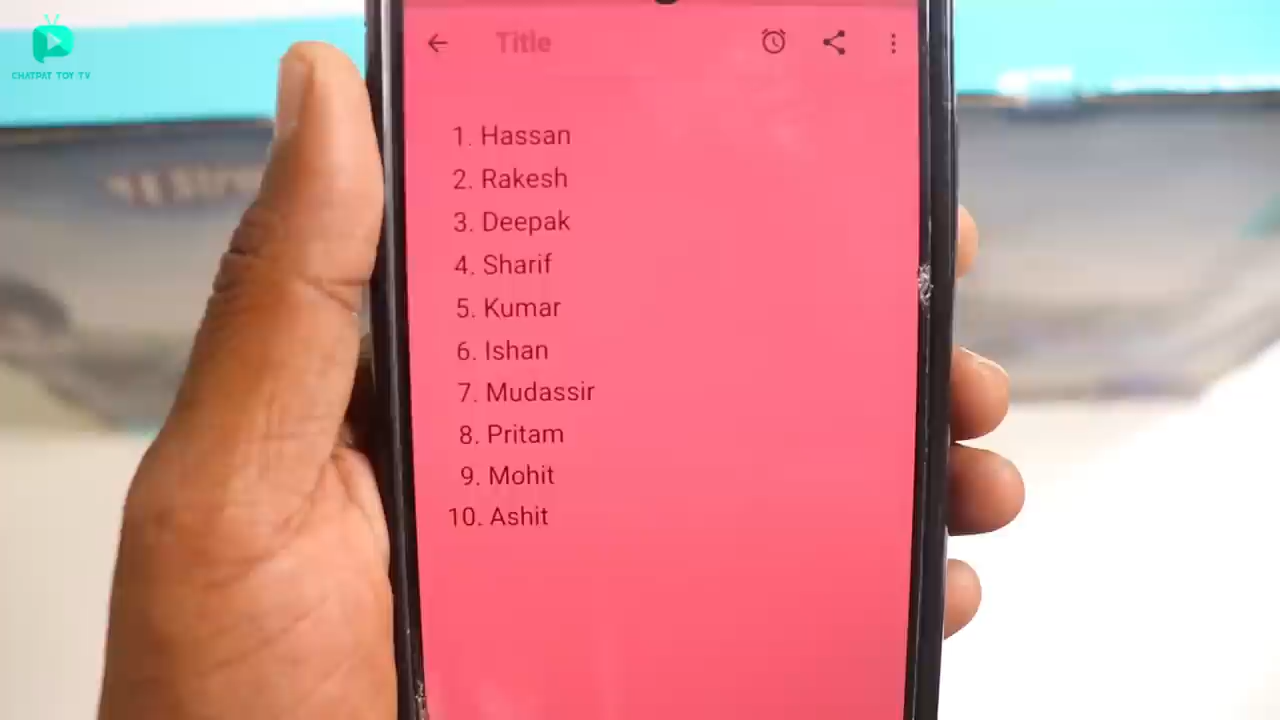 CHATPAT TOY TV
Title
1. Hassan
2. Rakesh
3. Deepak
4. Sharif
5. Kumar
6. Ishan
7. Mudassir
8. Pritam
9. Mohit
10. Ashit